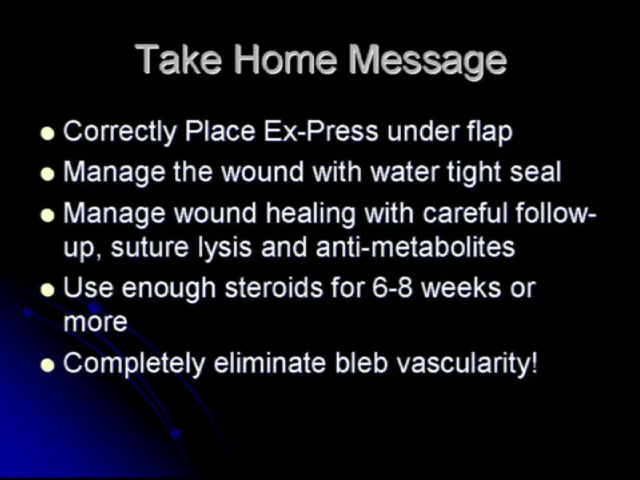 Take Home Message
Correctly Place Ex-Press under flap
Manage the wound with water tight seal
Manage wound healing with careful follow-
up, suture lysis and anti-metabolites
Use enough steroids for 6-8 weeks or
more
Completely eliminate bleb vascularity!